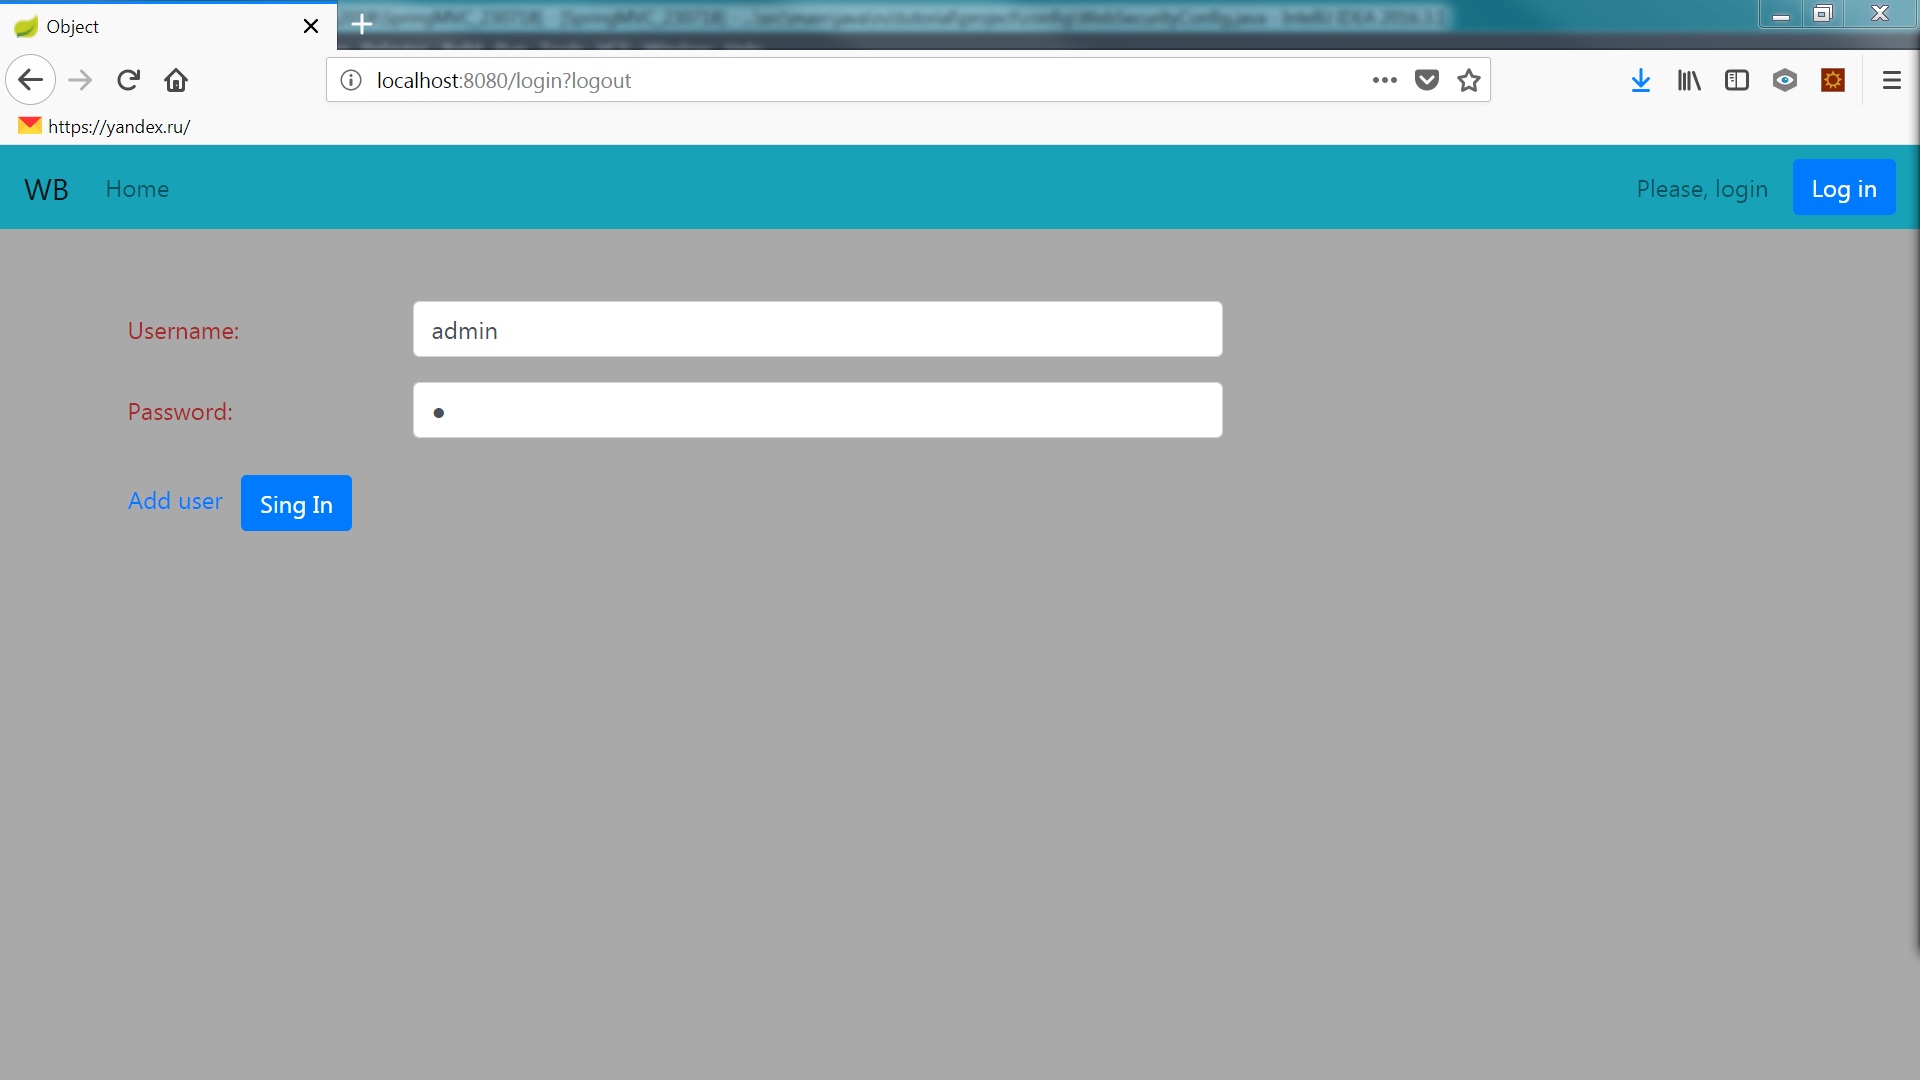 Object
localhost:8080/login?logout
https://yandex.ru/
WB Home Please, login Log in
Username: admin
Password: ●
Add user Sing In